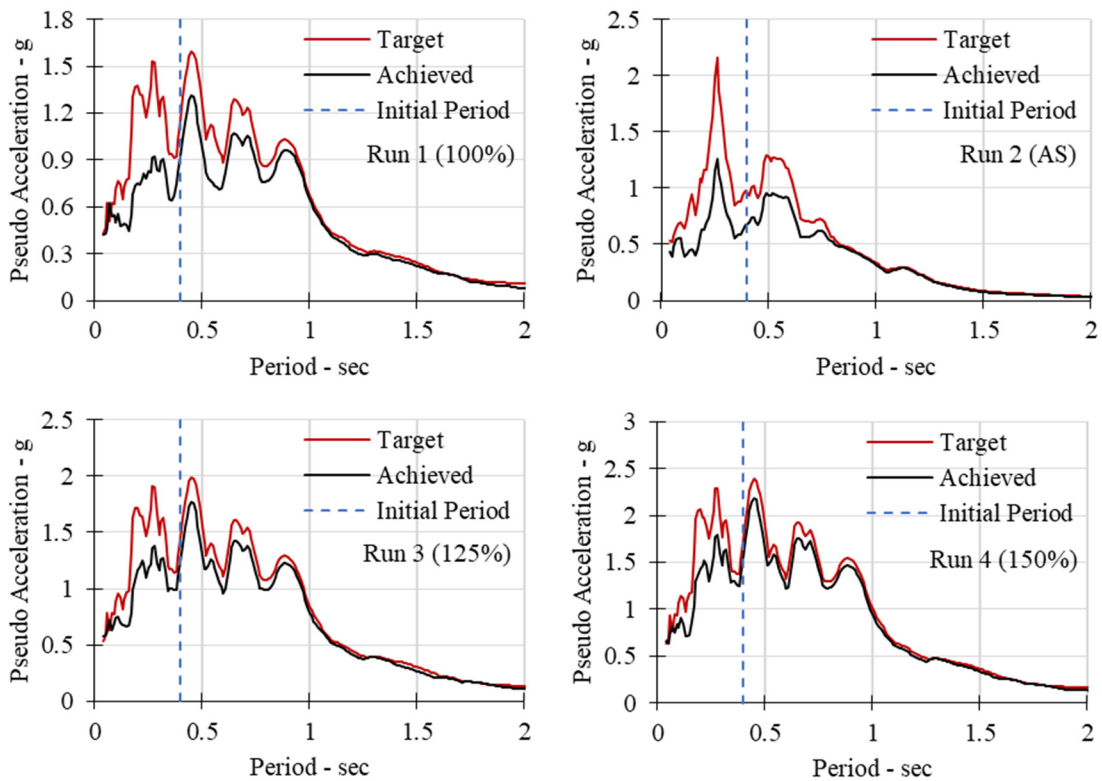 1.8
1.5
1.2
0.9
0.6
0.3
0
Pseudo Acceleration - g
Target
Achieved
Initial Period
Run 1 (100%)
0 0.5 1 1.5 2
Period - sec
2.5
2
1.5
1
0.5
0
Pseudo Acceleration - g
Target
Achieved
Initial Period
Run 2 (AS)
0 0.5 1 1.5 2
Period - sec
2.5
2
1.5
1
0.5
0
Pseudo Acceleration - g
Target
Achieved
Initial Period
Run 3 (125%)
0 0.5 1 1.5 2
Period - sec
3
2.5
2
1.5
1
0.5
0
Pseudo Acceleration - g
Target
Achieved
Initial Period
Run 4 (150%)
0 0.5 1 1.5 2
Period - sec